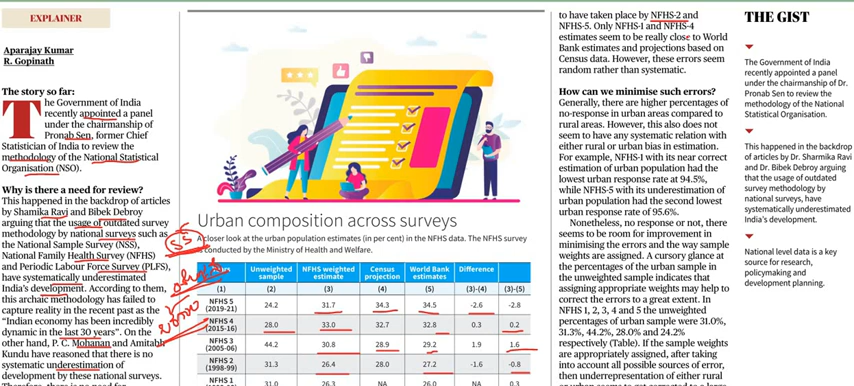 EXPLAINER
Aparajay Kumar
R. Gopinath
The story so far:
The Government of India
recently appointed a panel
under the chairmanship of
Pronab Sen, former Chief
Statistician of India to review the
methodology of the National Statistical
Organisation (NSO).
Why is there a need for review?
This happened in the backdrop of articles
by Shamika Ravi and Bibek Debroy
arguing that the usage of outdated survey
methodology by national surveys such as
the National Sample Survey (NSS),
National Family Health Survey (NFHS)
and Periodic Labour Force Survey (PLFS),
have systematically underestimated
India's development. According to them,
this archaic methodology has failed to
capture reality in the recent past as the
"Indian economy has been incredibly
dynamic in the last 30 years". On the
other hand, P. C. Mohanan and Amitabh
Kundu have reasoned that there is no
systematic underestimation of
development by national surveys.
Therefore, there is no need for
Urban composition across surveys
A closer look at the urban population estimates (in per cent) in the NFHS data. The NFHS survey
is conducted by the Ministry of Health and Welfare.
Unweighted sample NFHS weighted estimate Census projection World Bank estimates Difference
(1) (2) (3) (4) (5) (3)-(4) (3)-(5)
NFHS 5 (2019-21) 24.2 31.7 34.3 34.5 -2.6 -2.8
NFHS 4 (2015-16) 28.0 33.0 32.7 32.8 0.3 0.2
NFHS 3 (2005-06) 44.2 30.8 28.9 29.2 1.9 1.6
NFHS 2 (1998-99) 31.3 26.4 28.0 27.2 -1.6 -0.8
NFHS 1 31.0 26.3 NA 26.0 NA 0.3
to have taken place by NFHS-2 and
NFHS-5. Only NFHS-1 and NFHS-4
estimates seem to be really close to World
Bank estimates and projections based on
Census data. However, these errors seem
random rather than systematic.
How can we minimise such errors?
Generally, there are higher percentages of
no-response in urban areas compared to
rural areas. However, this also does not
seem to have any systematic relation with
either rural or urban bias in estimation.
For example, NFHS-1 with its near correct
estimation of urban population had the
lowest urban response rate at 94.5%,
while NFHS-5 with its underestimation of
urban population had the second lowest
urban response rate of 95.6%.
Nonetheless, no response or not, there
seems to be room for improvement in
minimising the errors and the way sample
weights are assigned. A cursory glance at
the percentages of the urban sample in
the unweighted sample indicates that
assigning appropriate weights may help
to correct the errors to a great extent. In
NFHS 1, 2, 3, 4 and 5 the unweighted
percentages of urban sample were 31.0%,
31.3%, 44.2%, 28.0% and 24.2%
respectively (Table). If the sample weights
are appropriately assigned, after taking
into account all possible sources of error,
then underrepresentation of either rural
THE GIST
The Government of India
recently appointed a panel
under the chairmanship of Dr.
Pronab Sen to review the
methodology of the National
Statistical Organisation.
This happened in the backdrop
of articles by Dr. Sharmika Ravi
and Dr. Bibek Debroy arguing
that the usage of outdated
survey methodology by
national surveys, have
systematically underestimated
India's development.
National level data is a key
source for research,
policymaking and
development planning.